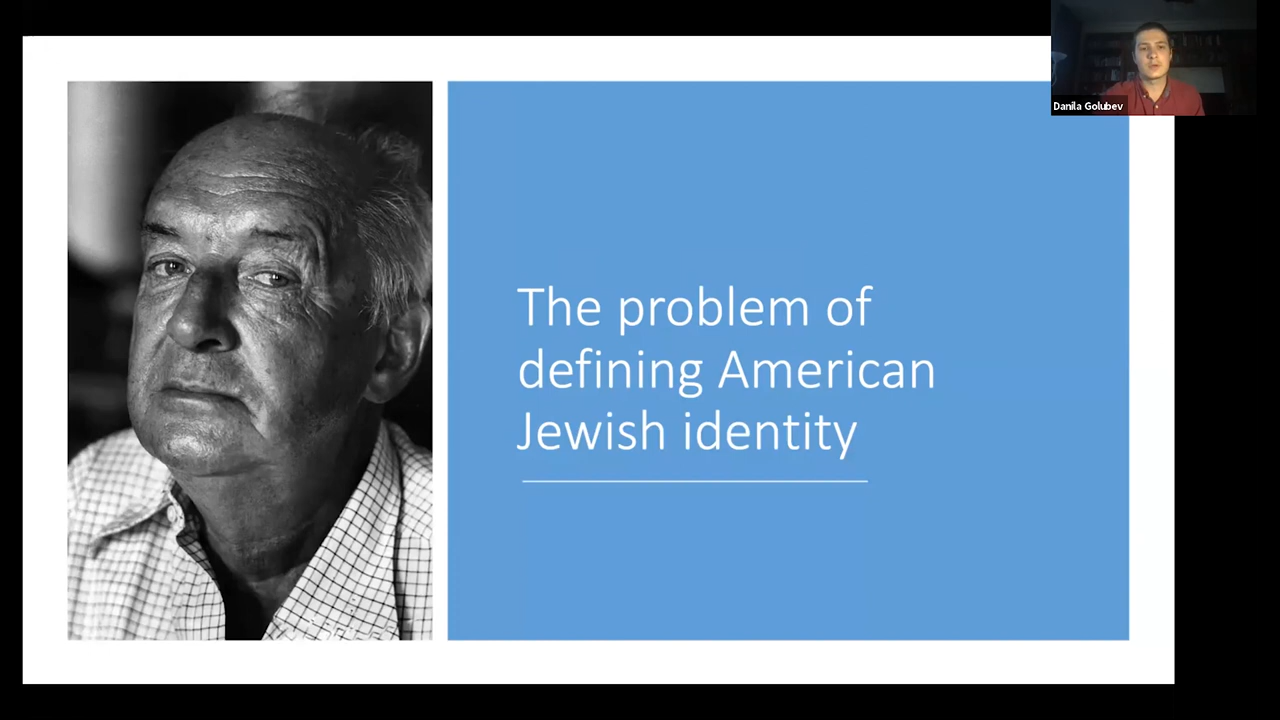 The problem of
defining American
Jewish identity
Danila Golubev